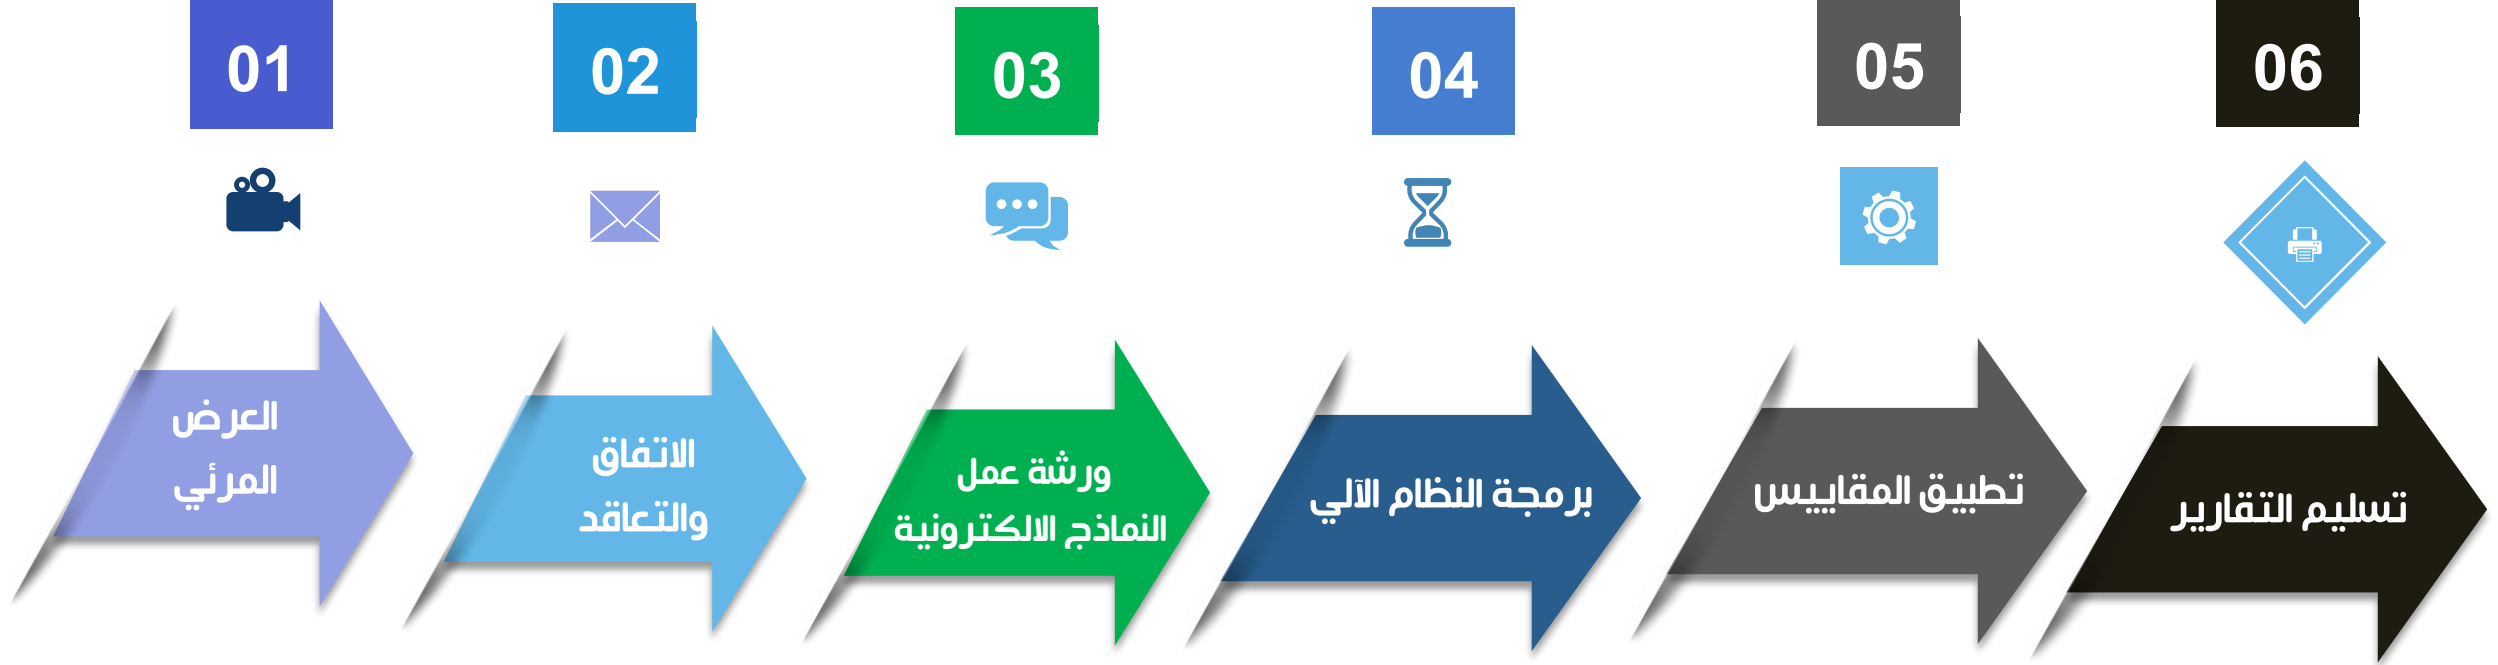 01
02
03
04
05
06
العرض
المرئي
الاتفاق
والتعاقد
ورشة عمل
النماذج الالكترونية
برمجة النظام الآلي
تطبيق المقاييس
تسليم التقارير